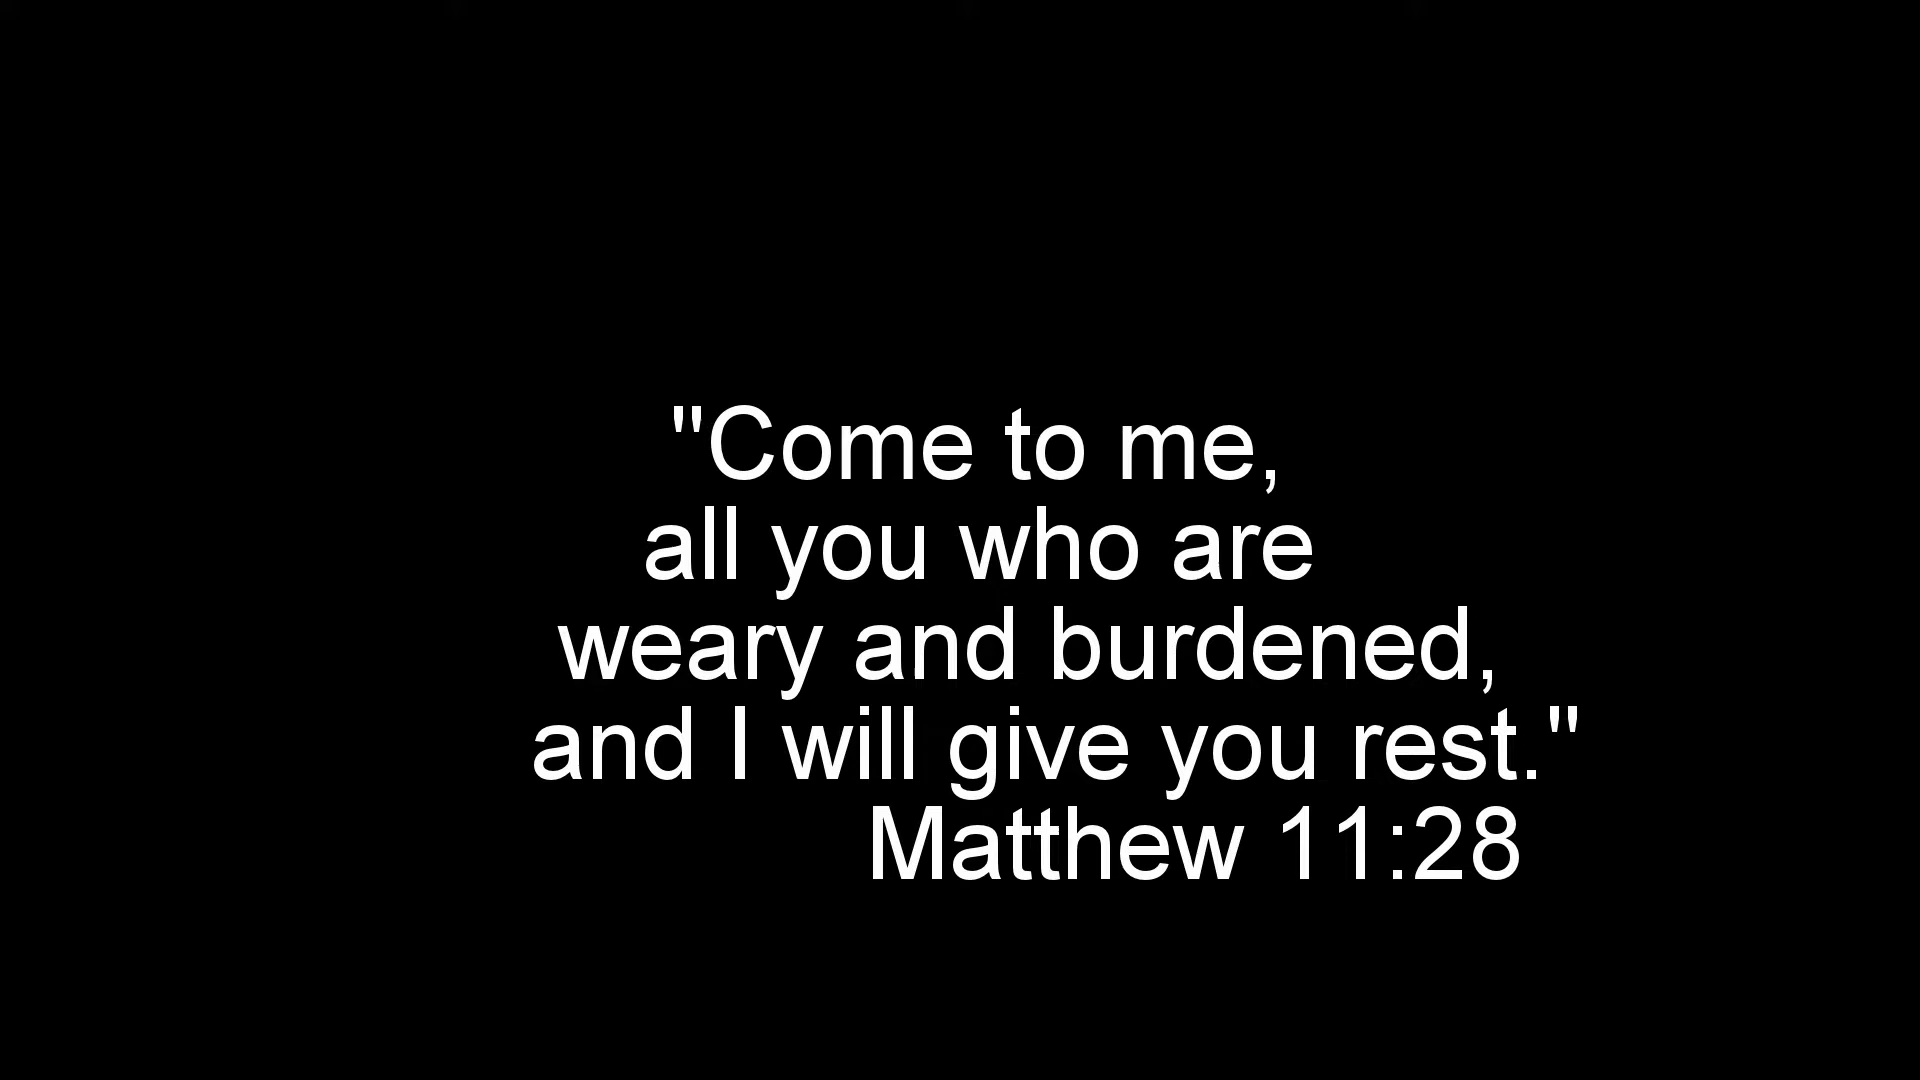 "Come to me,
all you who are
weary and burdened,
and I will give you rest."
Matthew 11:28